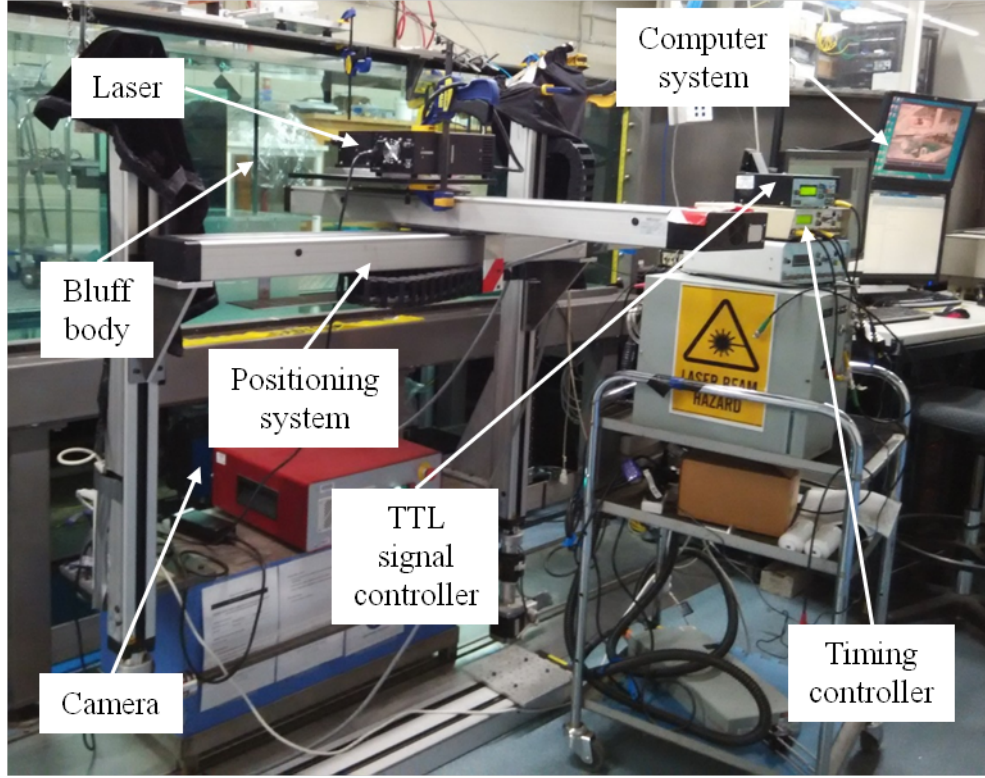 Computer
system
Laser
Bluff
body
Positioning
system
LASER BEAM
HAZARD
TTL
signal
controller
Timing
controller
Camera